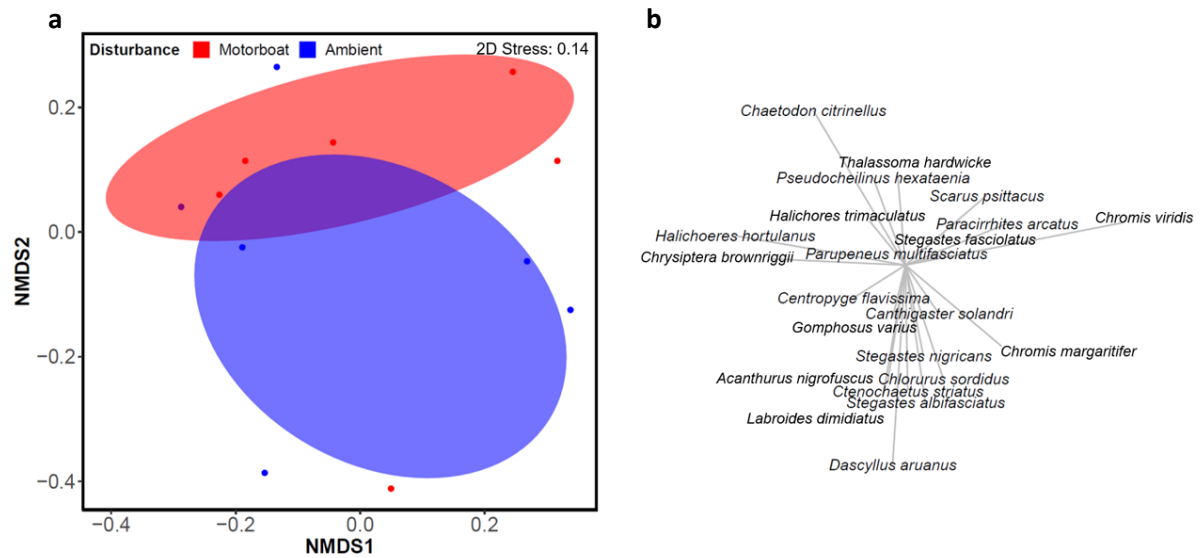 a
Disturbance Motorboat Ambient 2D Stress: 0.14
0.2
0.0
−0.2
−0.4
−0.4 −0.2 0.0 0.2
NMDS1
NMDS2
b
Chaetodon citrinellus
Thalassoma hardwicke
Pseudocheilinus hexataenia
Scarus psittacus
Halichores trimaculatus
Paracirrhites arcatus
Chromis viridis
Halichoeres hortulanus
Stegastes fasciolatus
Chrysiptera brownriggii
Parupeneus multifasciatus
Centropyge flavissima
Canthigaster solandri
Gomphosus varius
Stegastes nigricans
Chromis margaritifer
Acanthurus nigrofuscus
Chlorurus sordidus
Ctenochaetus striatus
Stegastes albifasciatus
Labroides dimidiatus
Dascyllus aruanus